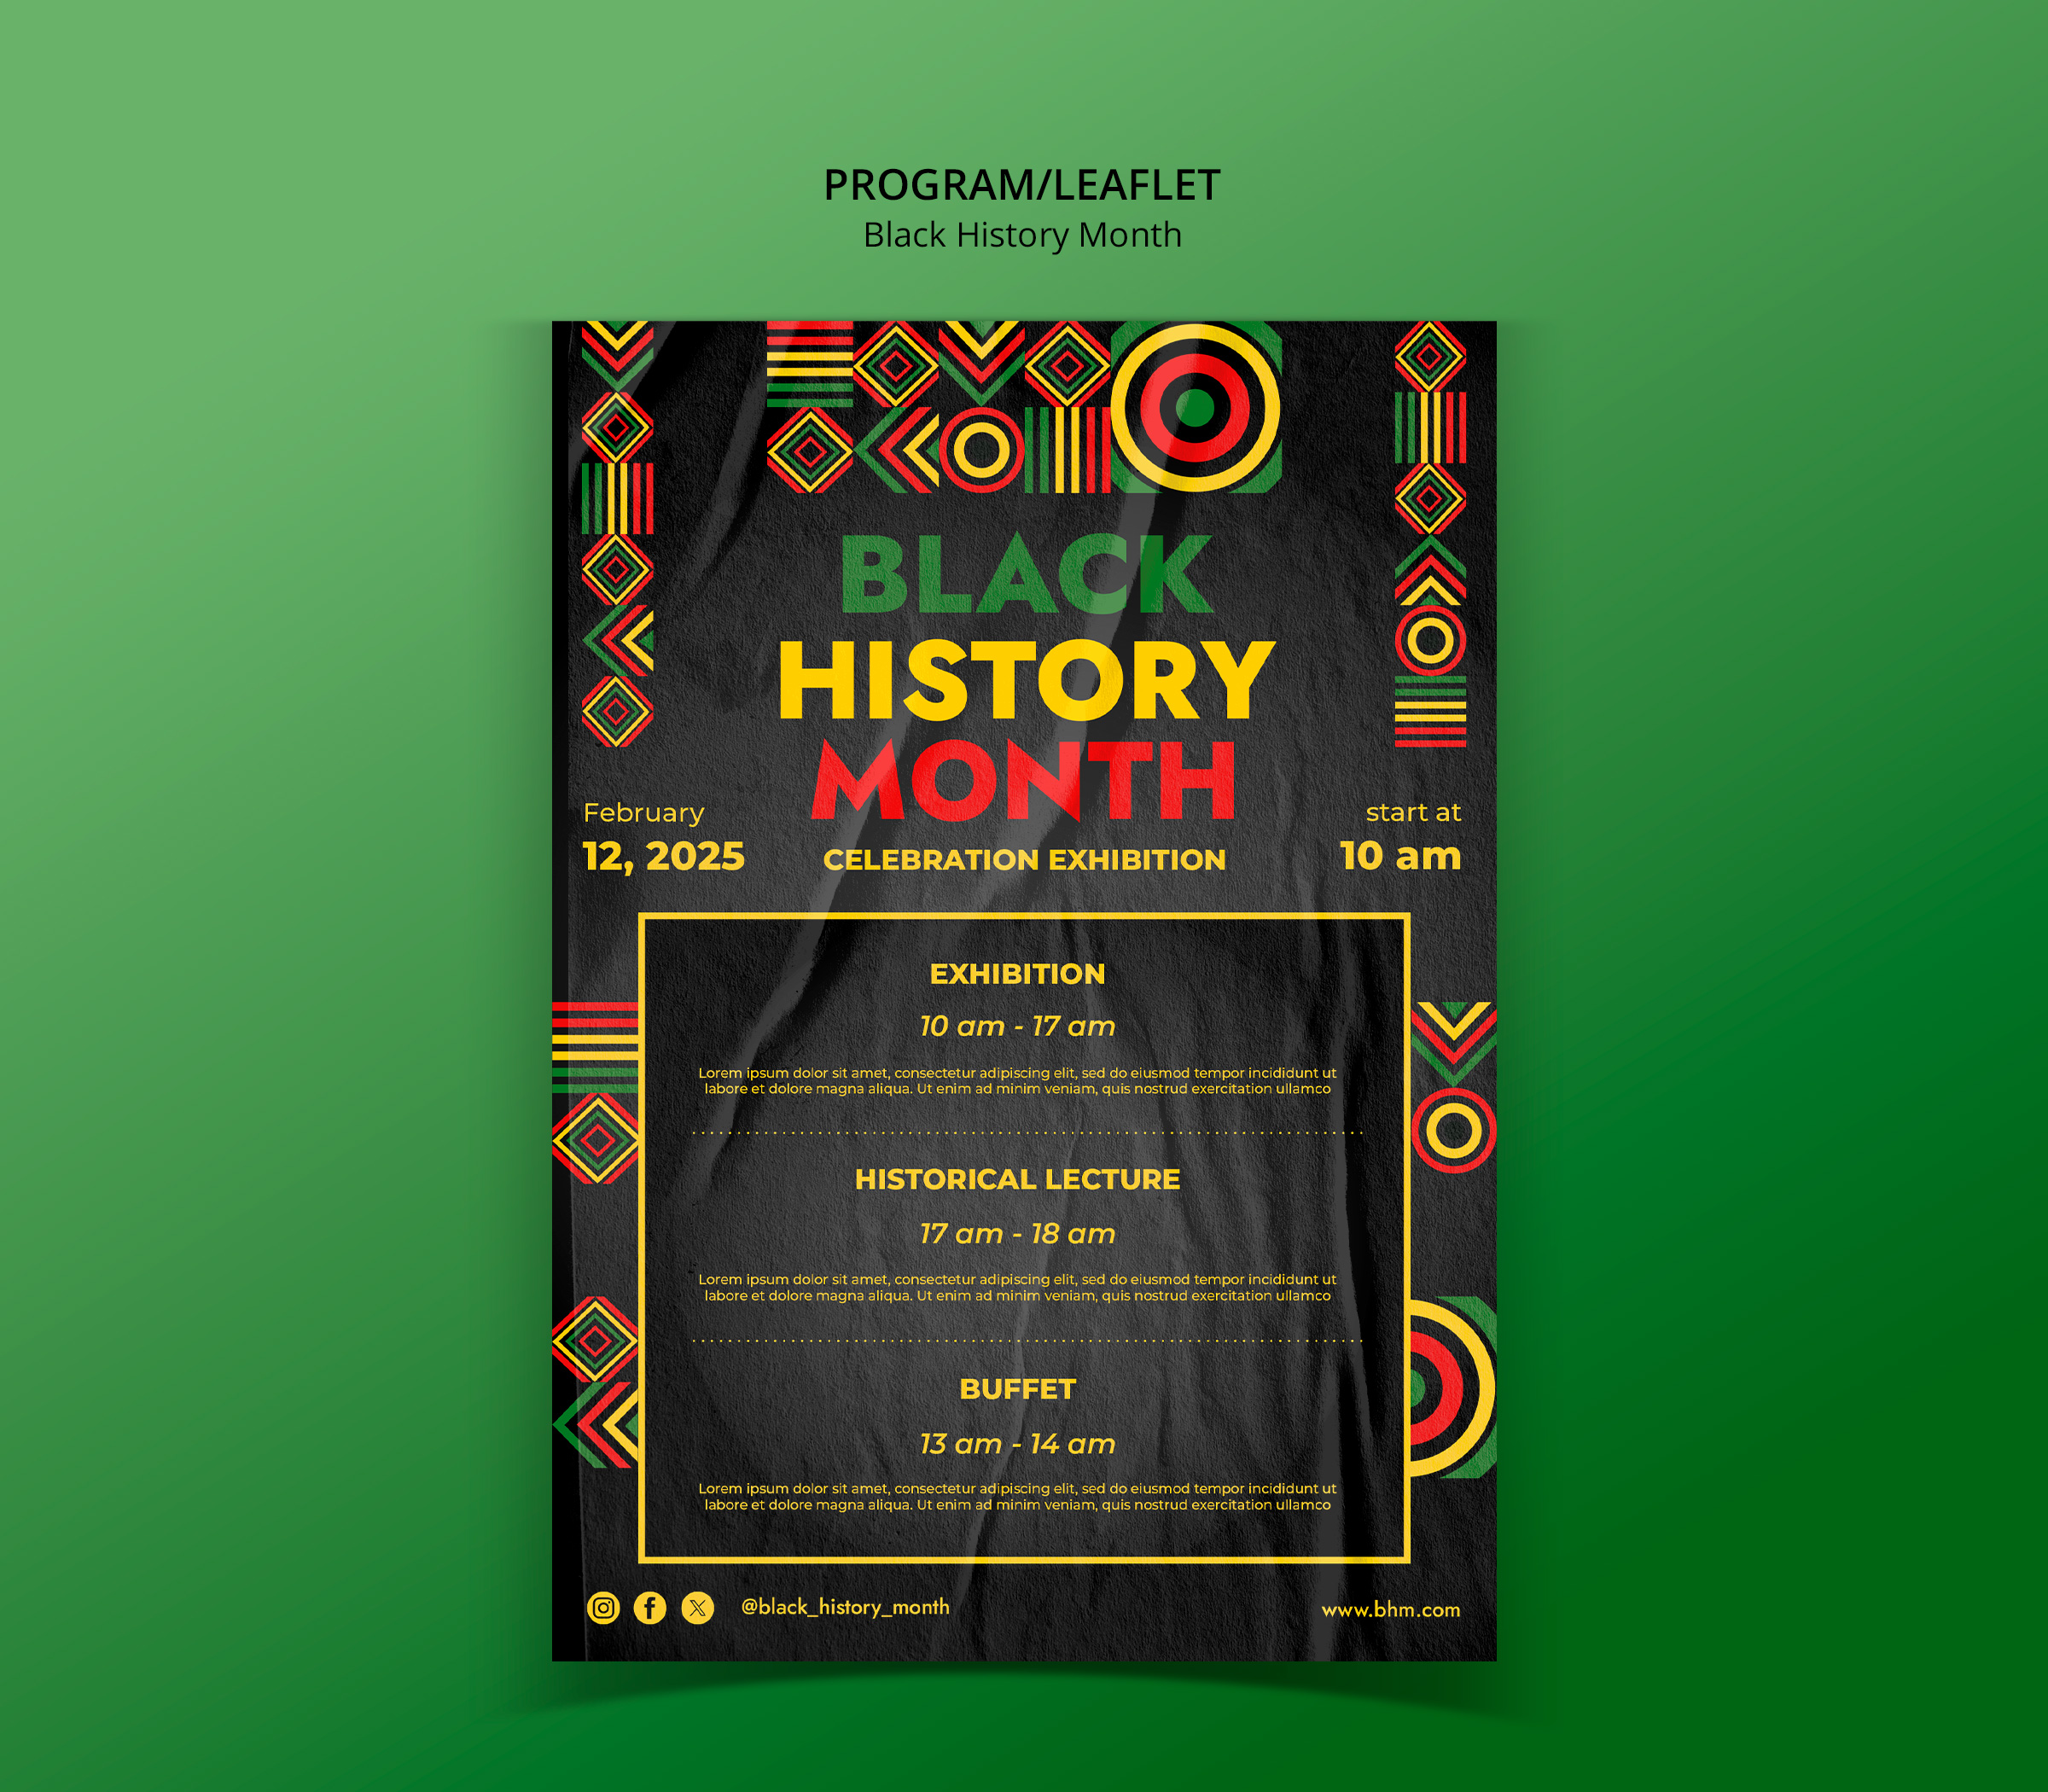 PROGRAM/LEAFLET
Black History Month
BLACK
HISTORY
MONTH
February
12, 2025
CELEBRATION EXHIBITION
start at
10 am
EXHIBITION
10 am - 17 am
Lorem ipsum dolor sit amet, consectetur adipiscing elit, sed do eiusmod tempor incididunt ut
labore et dolore magna aliqua. Ut enim ad minim veniam, quis nostrud exercitation ullamco
HISTORICAL LECTURE
17 am - 18 am
Lorem ipsum dolor sit amet, consectetur adipiscing elit, sed do eiusmod tempor incididunt ut
labore et dolore magna aliqua. Ut enim ad minim veniam, quis nostrud exercitation ullamco
BUFFET
13 am - 14 am
Lorem ipsum dolor sit amet, consectetur adipiscing elit, sed do eiusmod tempor incididunt ut
labore et dolore magna aliqua. Ut enim ad minim veniam, quis nostrud exercitation ullamco
@black_history_month
www.bhm.com